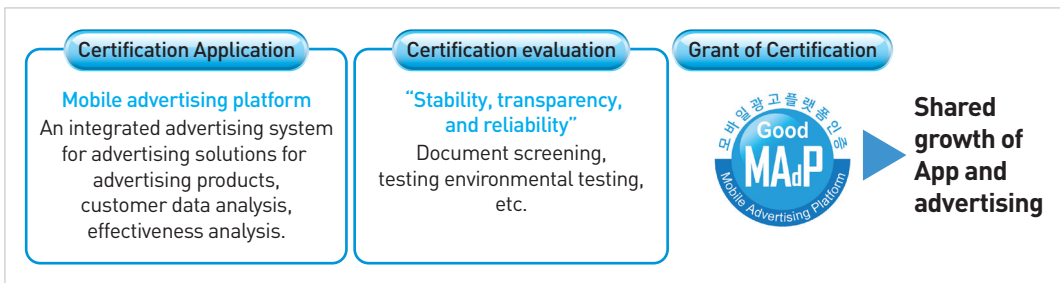 Certification Application
Mobile advertising platform
An integrated advertising system
for advertising solutions for
advertising products,
customer data analysis,
effectiveness analysis.
Certification evaluation
“Stability, transparency,
and reliability”
Document screening,
testing environmental testing,
etc.
Grant of Certification
모바일광고플랫폼인증
Good
MAdP
Mobile Advertising Platform
Shared
growth of
App and
advertising